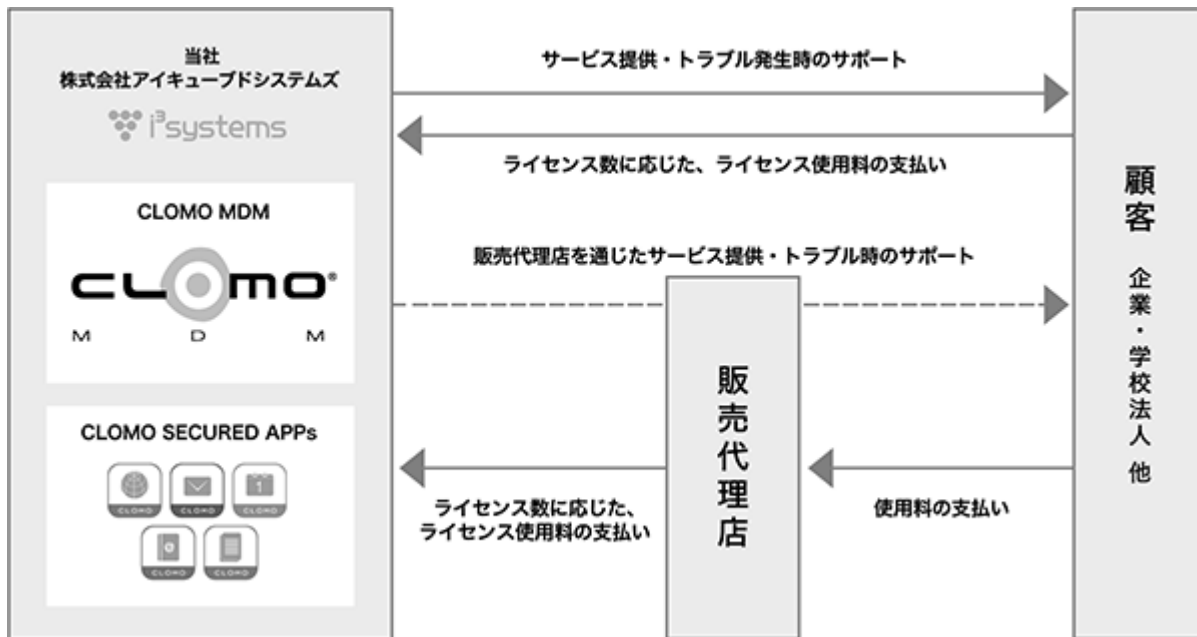 当社
株式会社アイキューブドシステムズ
i³systems
CLOMO MDM
CLOMO®
M D M
CLOMO SECURED APPs
1
CLOMO
CLOMO
CLOMO
CLOMO
CLOMO
サービス提供・トラブル発生時のサポート
ライセンス数に応じた、ライセンス使用料の支払い
販売代理店を通じたサービス提供・トラブル時のサポート
販売代理店
ライセンス数に応じた、
ライセンス使用料の支払い
使用料の支払い
顧客 企業・学校法人 他